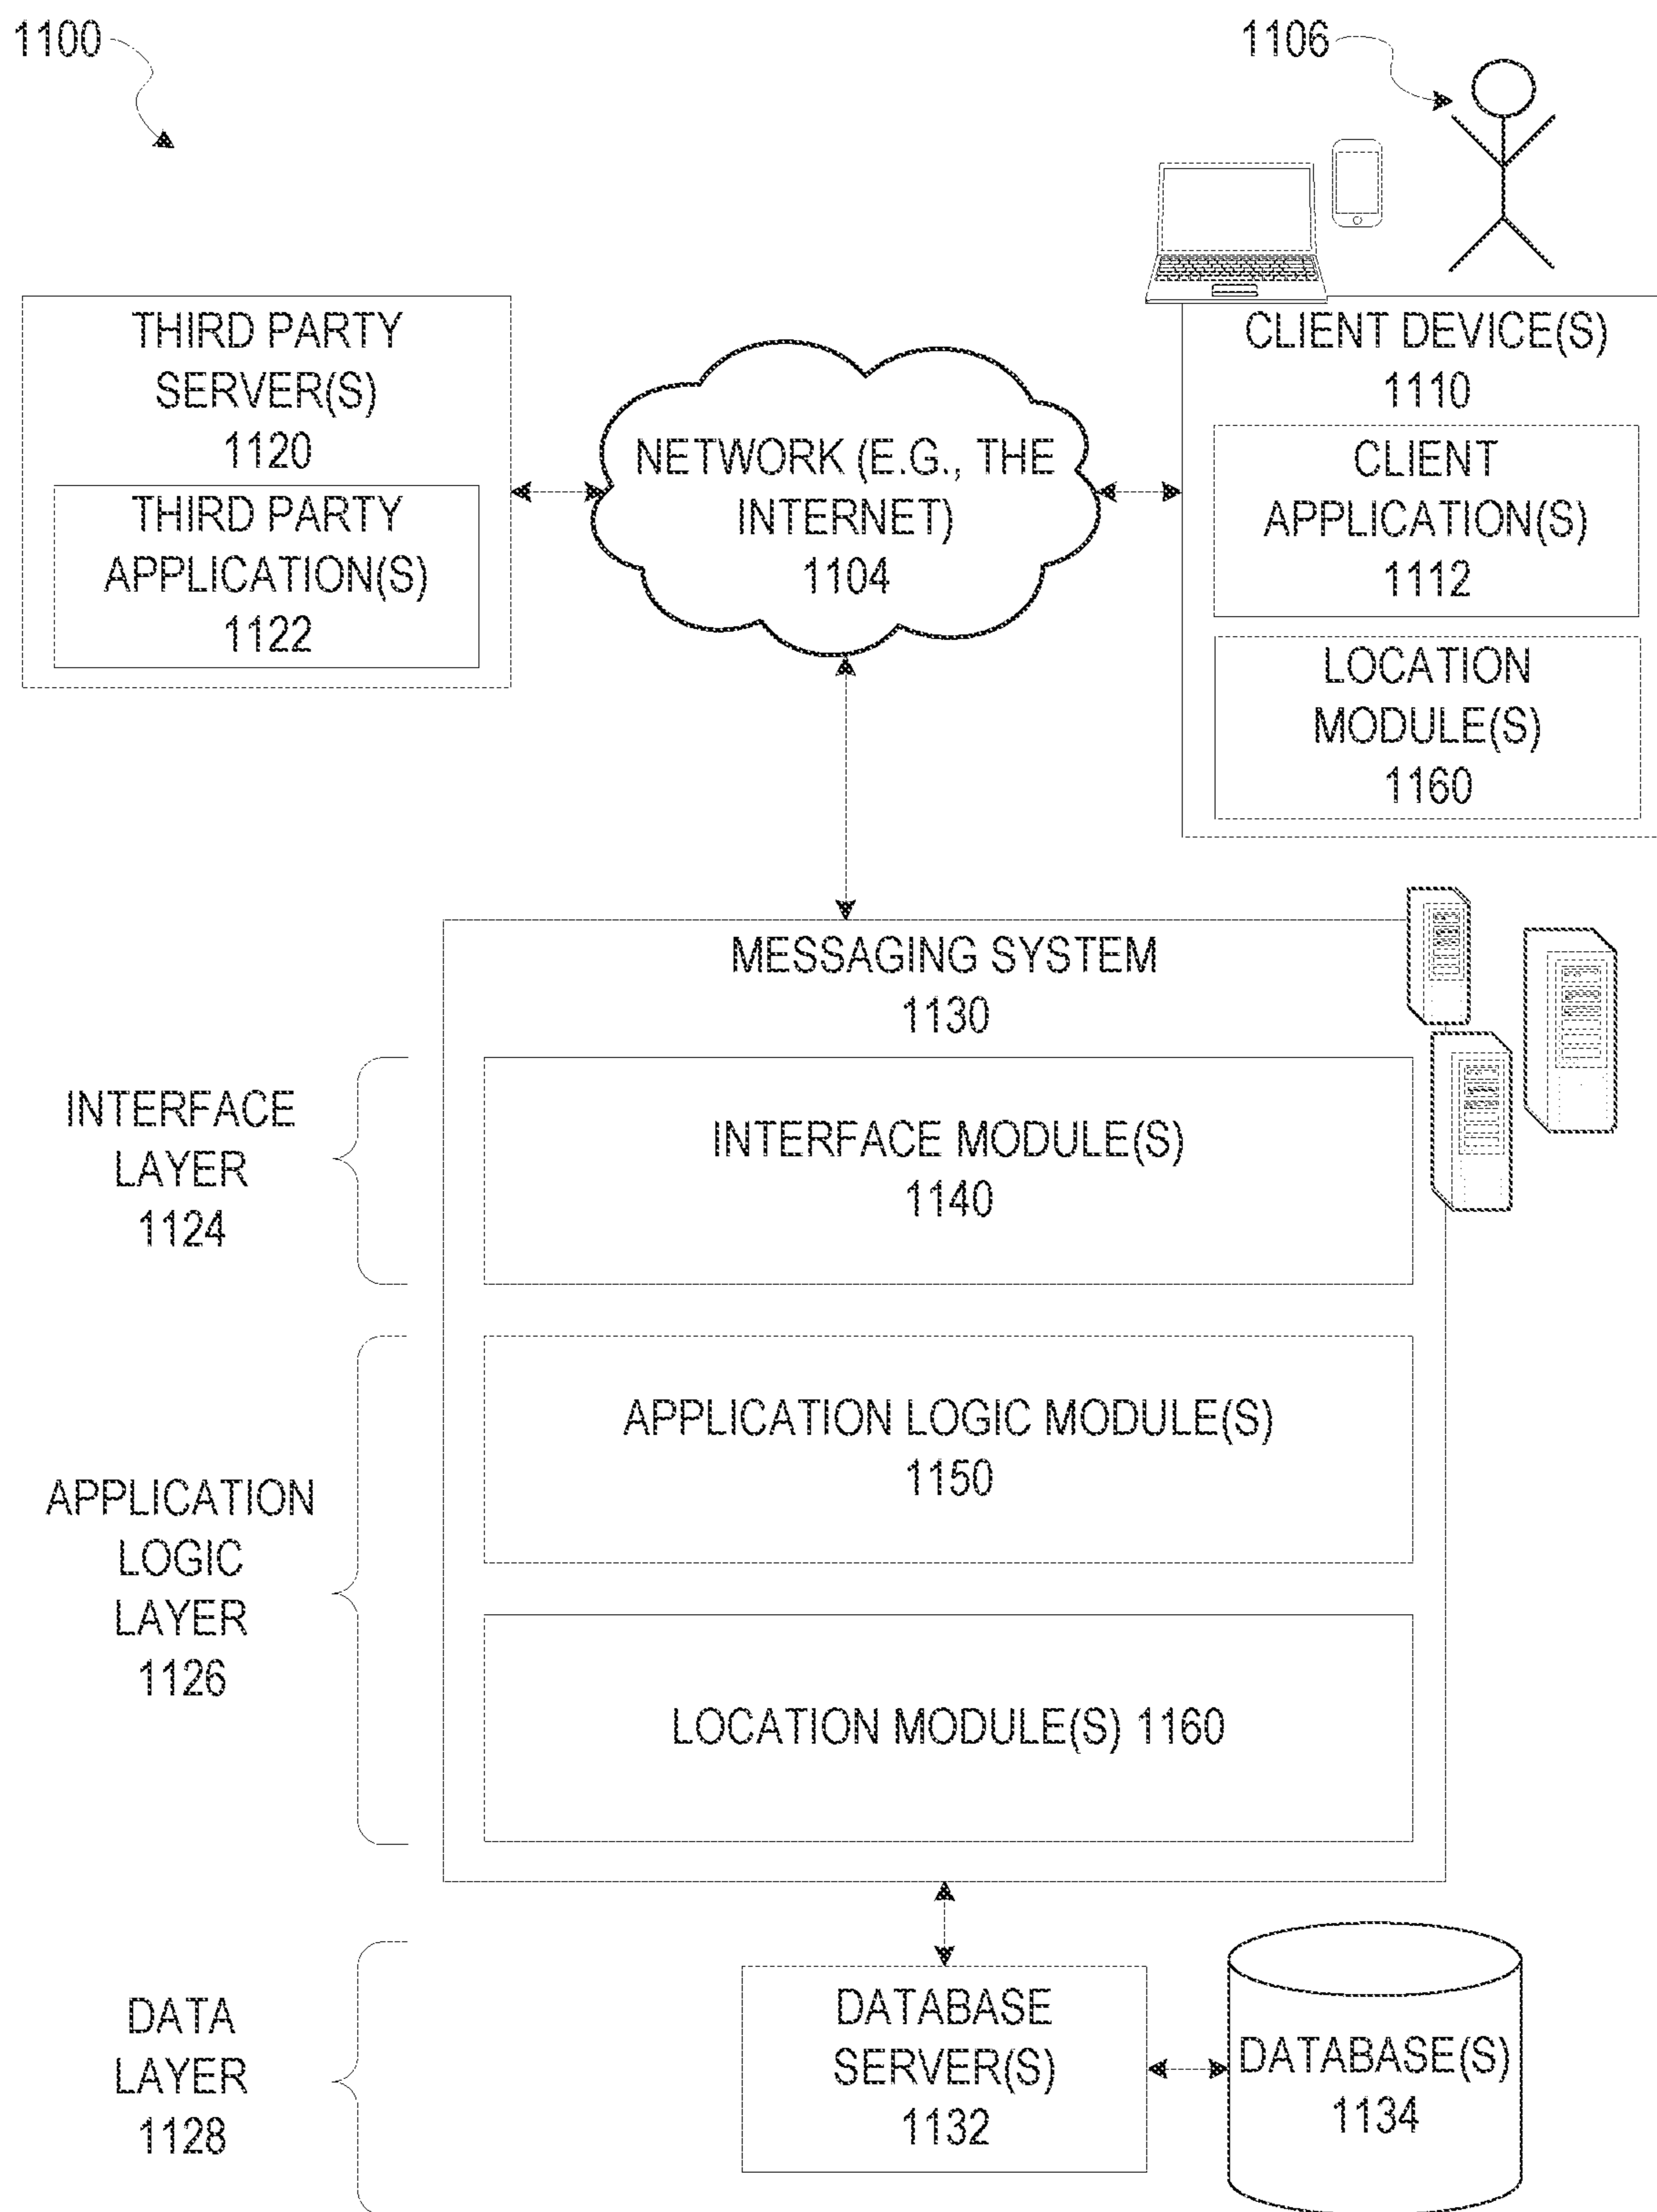 1100
1106
THIRD PARTY
SERVER(S)
1120
THIRD PARTY
APPLICATION(S)
1122
NETWORK (E.G., THE
INTERNET)
1104
CLIENT DEVICE(S)
1110
CLIENT
APPLICATION(S)
1112
LOCATION
MODULE(S)
1160
MESSAGING SYSTEM
1130
INTERFACE
LAYER
1124
INTERFACE MODULE(S)
1140
APPLICATION
LOGIC
LAYER
1126
APPLICATION LOGIC MODULE(S)
1150
LOCATION MODULE(S) 1160
DATA
LAYER
1128
DATABASE
SERVER(S)
1132
DATABASE(S)
1134